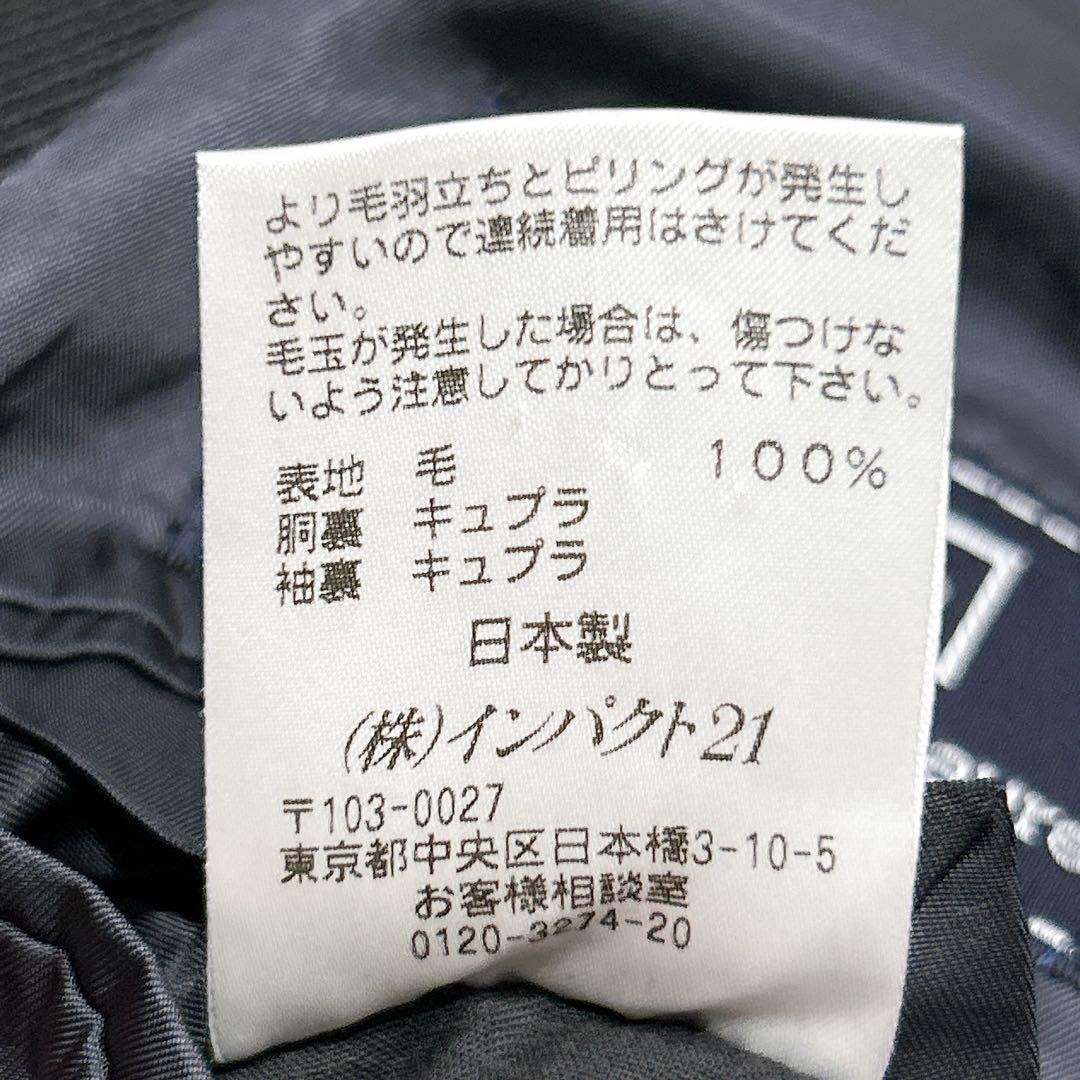 より毛羽立ちとピリングが発生し
やすいので連続着用はさけてくだ
さい。
毛玉が発生した場合は、傷つけな
いよう注意してかりとって下さい。
表地 毛 100%
胴裏 キュプラ
袖裏 キュプラ
日本製
(株)インパクト21
〒103-0027
東京都中央区日本橋3-10-5
お客様相談室
0120-3274-20